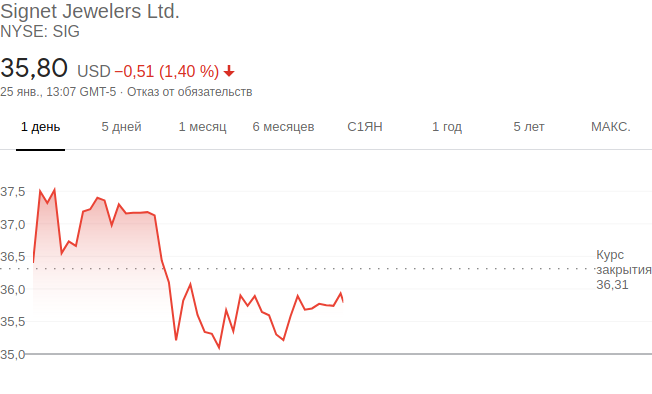 Signet Jewelers Ltd.
NYSE: SIG
35,80 USD −0,51 (1,40 %)
25 янв., 13:07 GMT-5 · Отказ от обязательств
1 день 5 дней 1 месяц 6 месяцев С1ЯН 1 год 5 лет МАКС.
37,5
37,0
36,5
Курс
закрытия
36,31
36,0
35,5
35,0